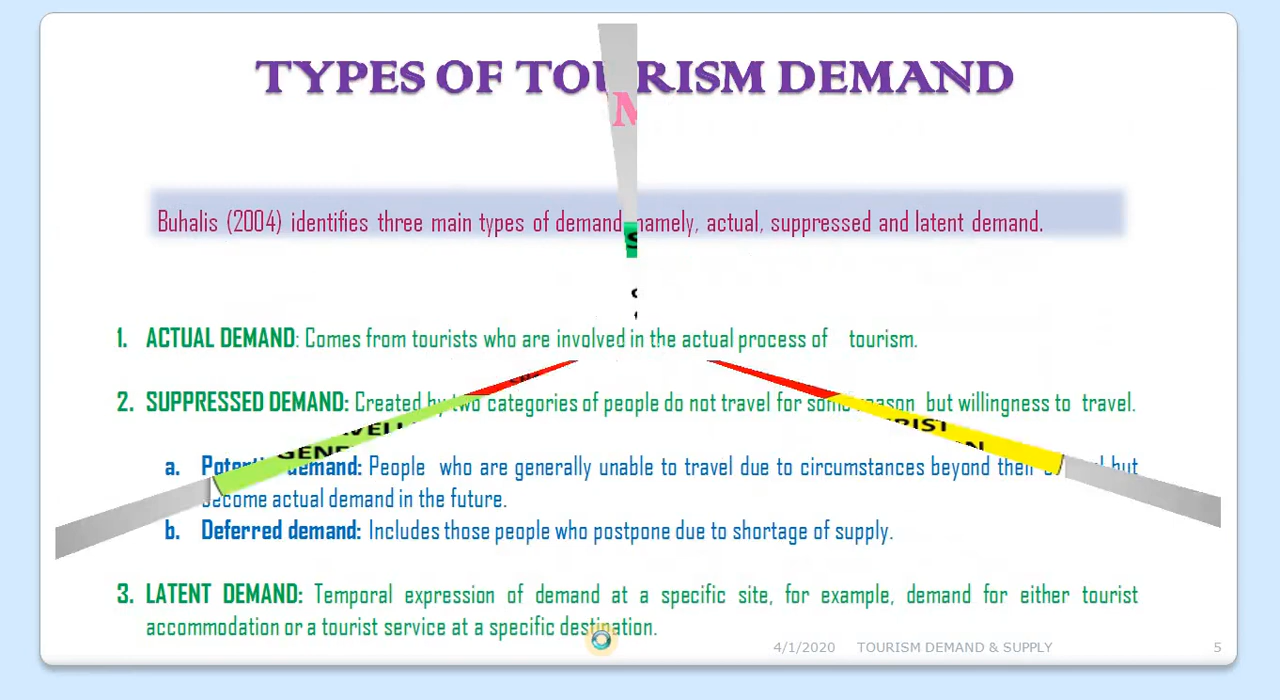 TYPES OF TOURISM DEMAND
M
Buhalis (2004) identifies three main types of demand namely, actual, suppressed and latent demand.
S
1. ACTUAL DEMAND: Comes from tourists who are involved in the actual process of tourism.
2. SUPPRESSED DEMAND: Created by two categories of people do not travel for some reason but willingness to travel.
a. Potential demand: People who are generally unable to travel due to circumstances beyond their control but
become actual demand in the future.
b. Deferred demand: Includes those people who postpone due to shortage of supply.
3. LATENT DEMAND: Temporal expression of demand at a specific site, for example, demand for either tourist
accommodation or a tourist service at a specific destination.
4/1/2020 TOURISM DEMAND & SUPPLY 5